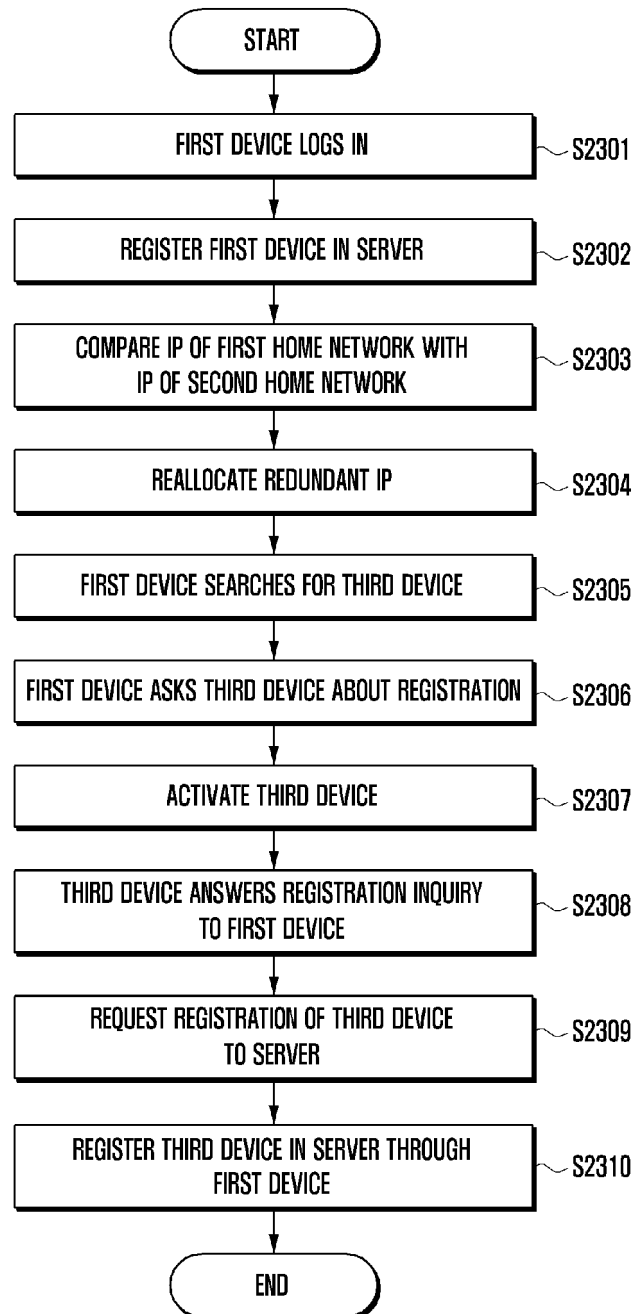 START
FIRST DEVICE LOGS IN
S2301
REGISTER FIRST DEVICE IN SERVER
S2302
COMPARE IP OF FIRST HOME NETWORK WITH
IP OF SECOND HOME NETWORK
S2303
REALLOCATE REDUNDANT IP
S2304
FIRST DEVICE SEARCHES FOR THIRD DEVICE
S2305
FIRST DEVICE ASKS THIRD DEVICE ABOUT REGISTRATION
S2306
ACTIVATE THIRD DEVICE
S2307
THIRD DEVICE ANSWERS REGISTRATION INQUIRY
TO FIRST DEVICE
S2308
REQUEST REGISTRATION OF THIRD DEVICE
TO SERVER
S2309
REGISTER THIRD DEVICE IN SERVER THROUGH
FIRST DEVICE
S2310
END